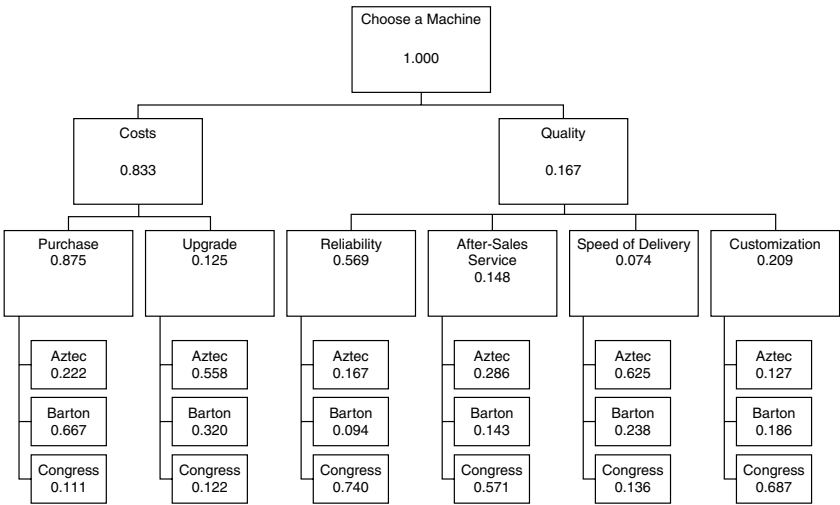 Choose a Machine
1.000
Costs
0.833
Quality
0.167
Purchase
0.875
Upgrade
0.125
Reliability
0.569
After-Sales
Service
0.148
Speed of Delivery
0.074
Customization
0.209
Aztec
0.222
Aztec
0.558
Aztec
0.167
Aztec
0.286
Aztec
0.625
Aztec
0.127
Barton
0.667
Barton
0.320
Barton
0.094
Barton
0.143
Barton
0.238
Barton
0.186
Congress
0.111
Congress
0.122
Congress
0.740
Congress
0.571
Congress
0.136
Congress
0.687